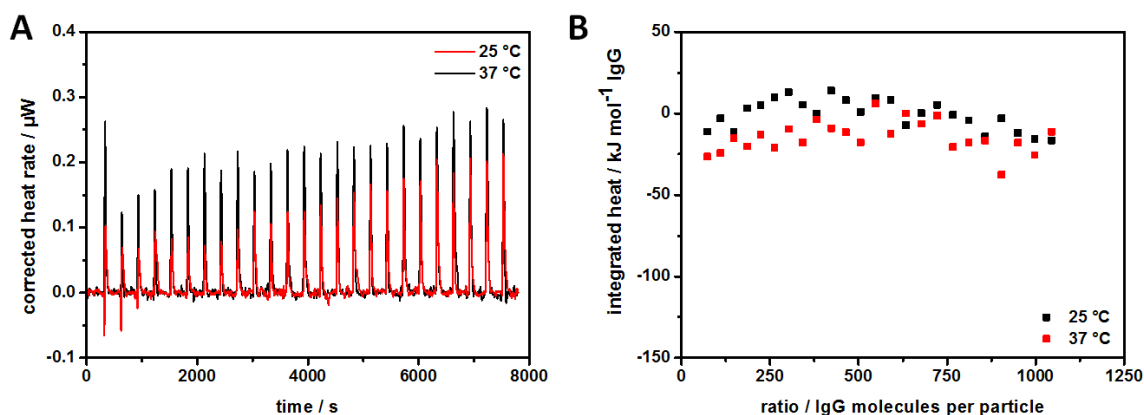 A
corrected heat rate / µW
0.4
0.3
0.2
0.1
0.0
-0.1
25 °C
37 °C
0
2000
4000
6000
8000
time / s
B
integrated heat / kJ mol⁻¹ IgG
50
0
-50
-100
-150
25 °C
37 °C
0
250
500
750
1000
1250
ratio / IgG molecules per particle